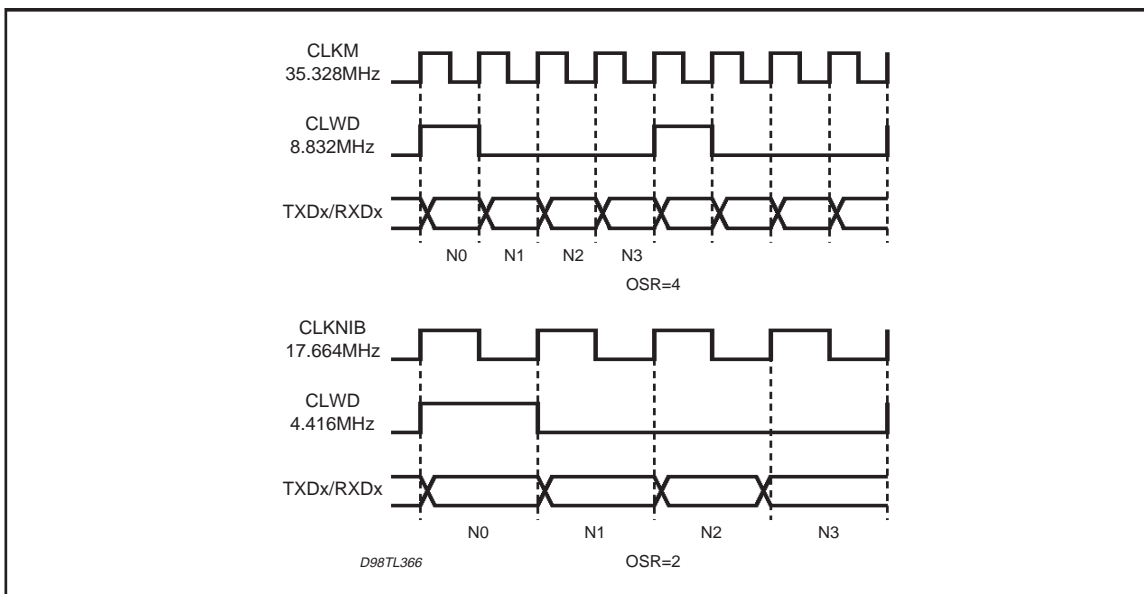 CLKM
35.328MHz
CLWD
8.832MHz
TXDx/RXDx
N0 N1 N2 N3
OSR=4
CLKNIB
17.664MHz
CLWD
4.416MHz
TXDx/RXDx
N0 N1 N2 N3
D98TL366 OSR=2